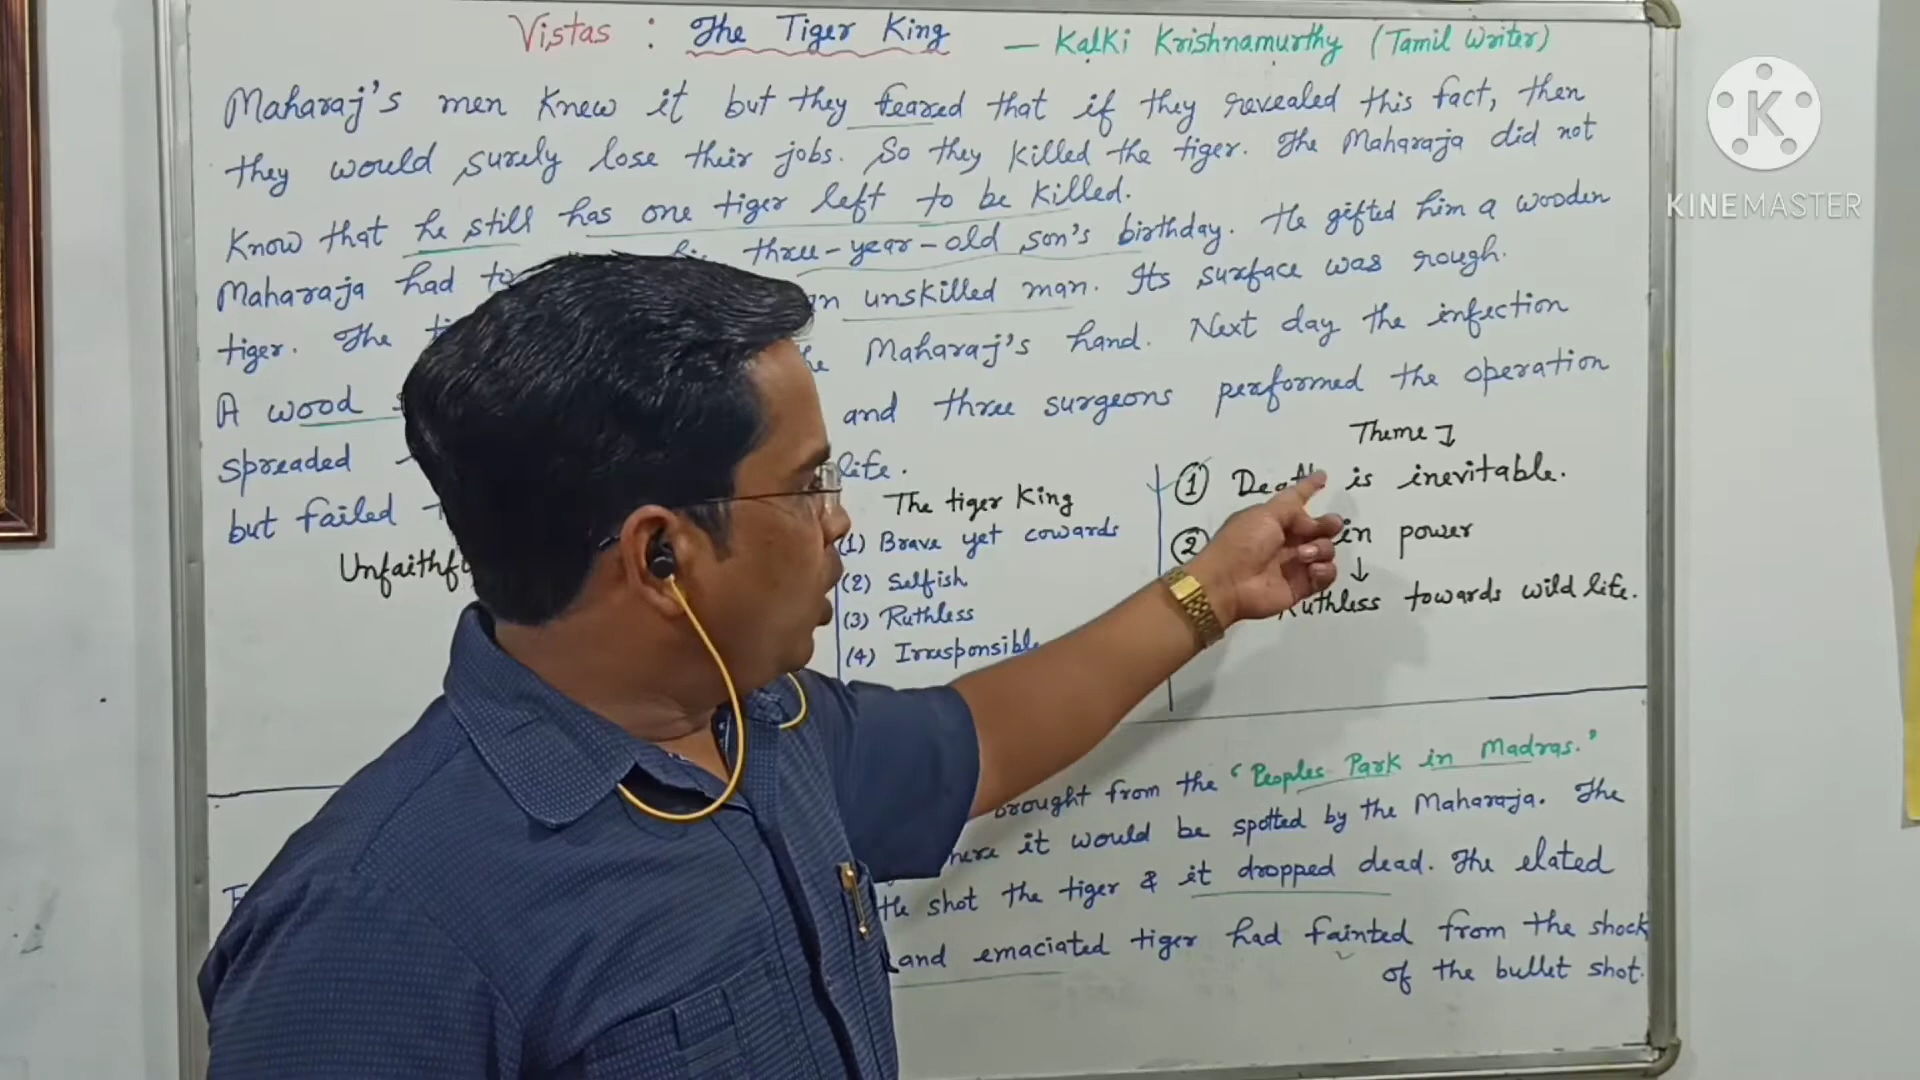 Vistas : The Tiger King — Kalki Krishnamurthy (Tamil Writer)
Maharaj's men knew it but they feared that if they revealed this fact, then
they would surely lose their jobs. So they killed the tiger. The Maharaja did not
know that he still has one tiger left to be killed.
Maharaja had three-year-old son's birthday. He gifted him a wooden
tiger. The unskilled man. Its surface was rough.
A wood Maharaj's hand. Next day the infection
spreaded and three surgeons performed the operation
but failed life.
Theme
The tiger King
(1) Brave yet cowards
(2) Selfish
(3) Ruthless
(4) Irresponsible
1 Death is inevitable.
2 in power
↓
Ruthless towards wild life.
brought from the "Peoples Park in Madras."
it would be spotted by the Maharaja. The
He shot the tiger & it dropped dead. The elated
and emaciated tiger had fainted from the shock
of the bullet shot.
K
KINEMASTER